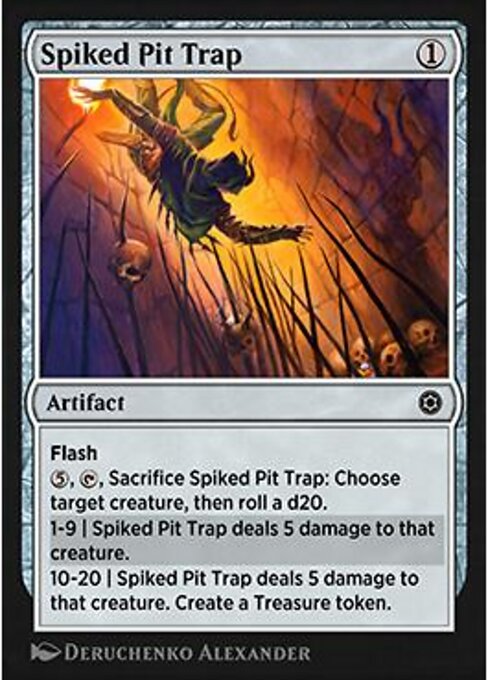 Spiked Pit Trap 1
Artifact
Flash
5, T, Sacrifice Spiked Pit Trap: Choose
target creature, then roll a d20.
1-9 | Spiked Pit Trap deals 5 damage to that
creature.
10-20 | Spiked Pit Trap deals 5 damage to
that creature. Create a Treasure token.
Deruchenko Alexander